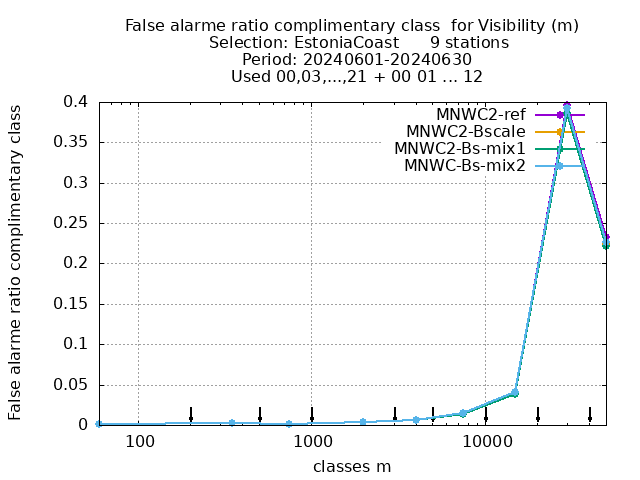 False alarme ratio complimentary class  for Visibility (m)
Selection: EstoniaCoast      9 stations
Period: 20240601-20240630
Used 00,03,...,21 + 00 01 ... 12
False alarme ratio complimentary class
0.4
0.35
0.3
0.25
0.2
0.15
0.1
0.05
0
MNWC2-ref
MNWC2-Bscale
MNWC2-Bs-mix1
MNWC-Bs-mix2
100
1000
10000
classes m